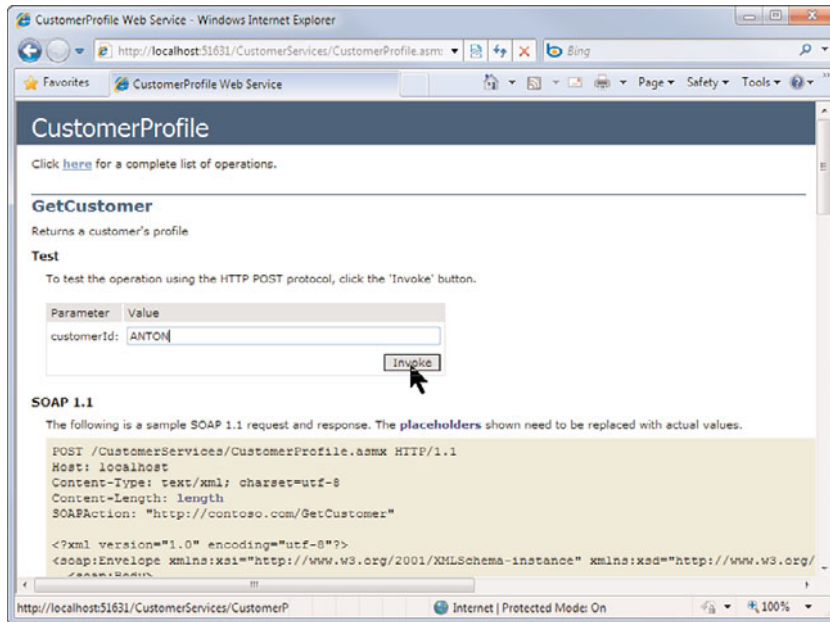 CustomerProfile Web Service - Windows Internet Explorer
http://localhost:51631/CustomerServices/CustomerProfile.asm:
Bing
Favorites
CustomerProfile Web Service
Page Safety Tools
CustomerProfile
Click here for a complete list of operations.
GetCustomer
Returns a customer's profile
Test
To test the operation using the HTTP POST protocol, click the 'Invoke' button.
Parameter Value
customerId: ANTON
Invoke
SOAP 1.1
The following is a sample SOAP 1.1 request and response. The placeholders shown need to be replaced with actual values.
POST /CustomerServices/CustomerProfile.asmx HTTP/1.1
Host: localhost
Content-Type: text/xml; charset=utf-8
Content-Length: length
SOAPAction: "http://contoso.com/GetCustomer"
<?xml version="1.0" encoding="utf-8"?>
<soap:Envelope xmlns:xsi="http://www.w3.org/2001/XMLSchema-instance" xmlns:xsd="http://www.w3.org/
<soap:Body>
http://localhost:51631/CustomerServices/CustomerP
Internet | Protected Mode: On
100%